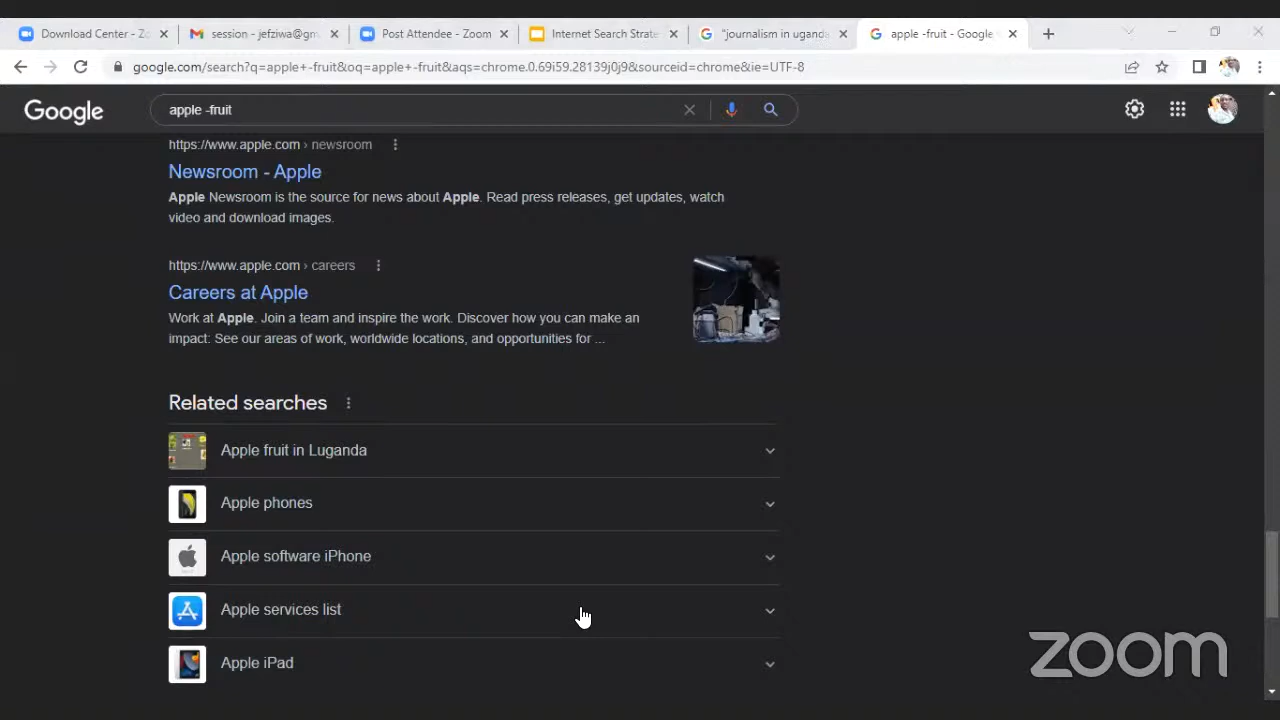 Download Center - Zo
session - jefziwa@gm
Post Attendee - Zoom
Internet Search Strate
"journalism in uganda
apple -fruit - Google
google.com/search?q=apple+-fruit&oq=apple+-fruit&aqs=chrome.0.69i59.28139j0j9&sourceid=chrome&ie=UTF-8
Google
apple -fruit
https://www.apple.com › newsroom
Newsroom - Apple
Apple Newsroom is the source for news about Apple. Read press releases, get updates, watch
video and download images.
https://www.apple.com › careers
Careers at Apple
Work at Apple. Join a team and inspire the work. Discover how you can make an
impact: See our areas of work, worldwide locations, and opportunities for ...
Related searches
Apple fruit in Luganda
Apple phones
Apple software iPhone
Apple services list
Apple iPad
zoom